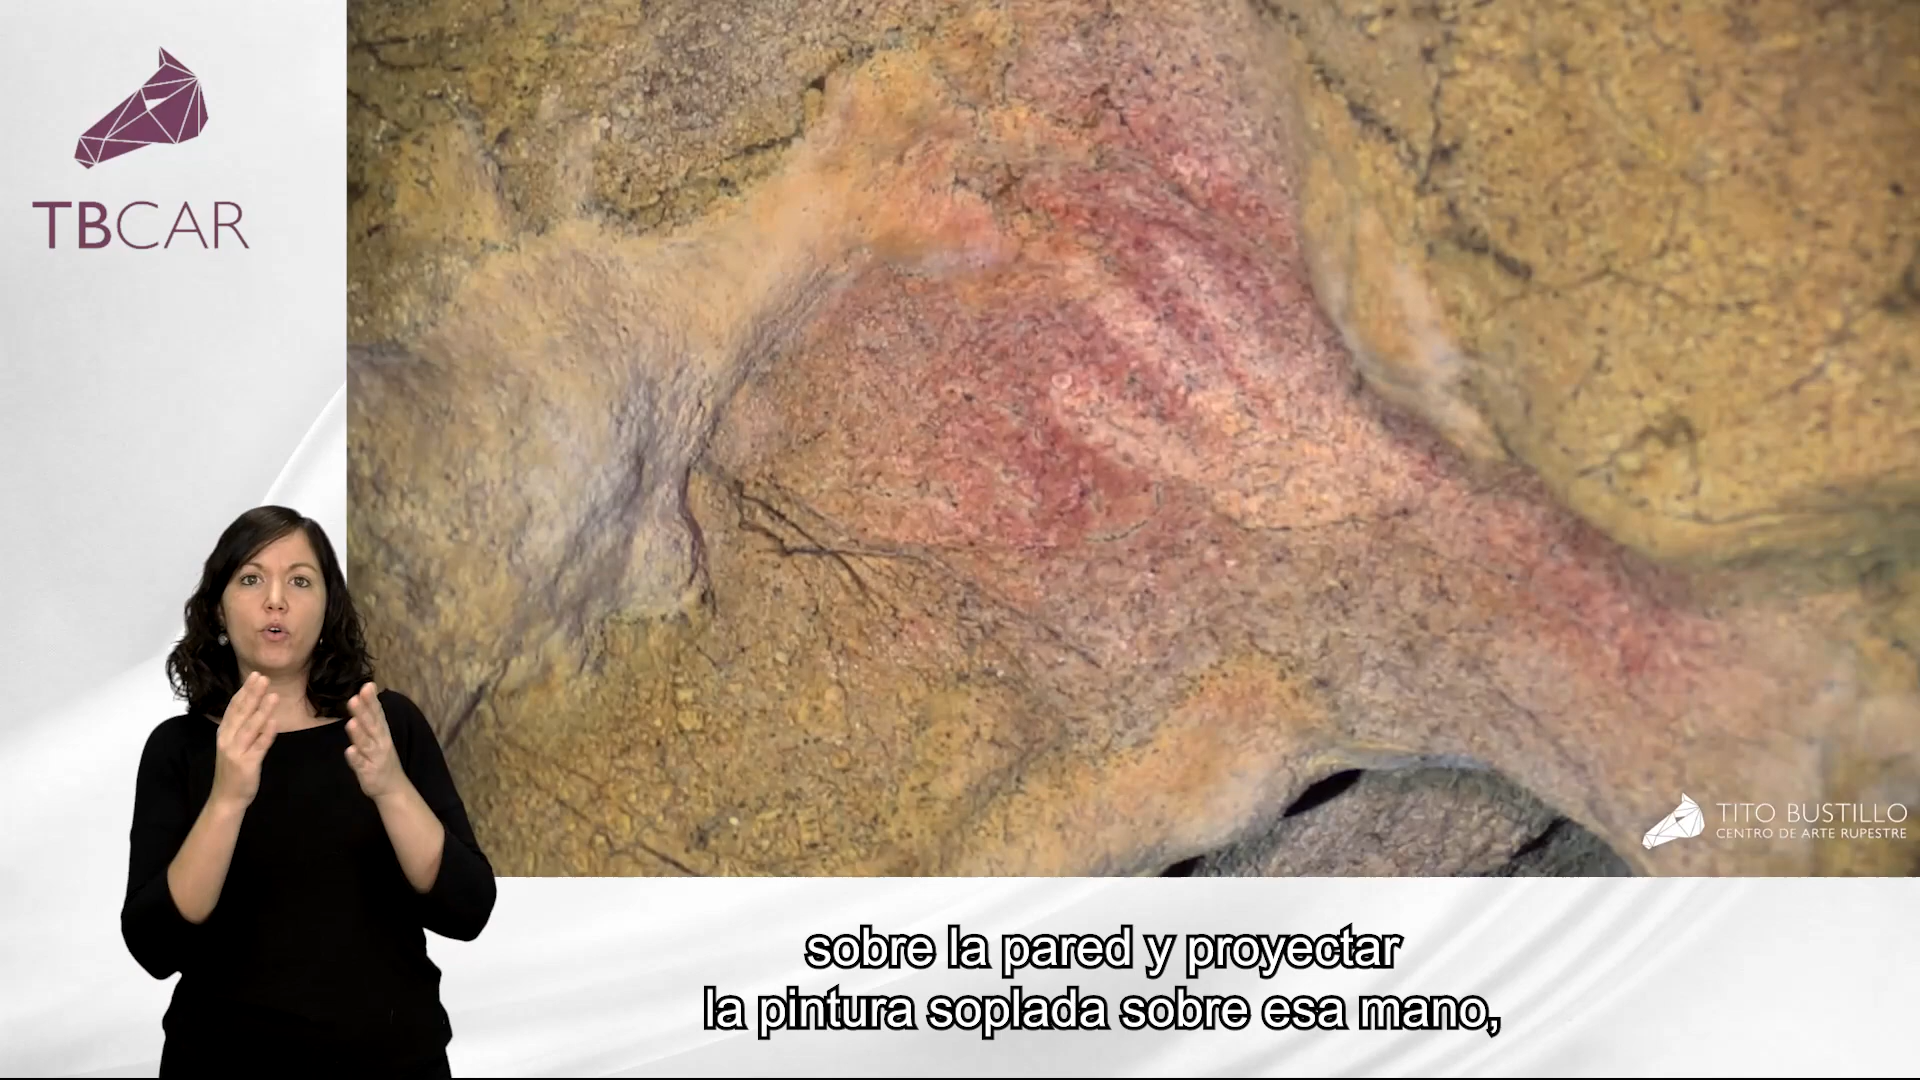 TBCAR
TITO BUSTILLO
CENTRO DE ARTE RUPESTRE
sobre la pared y proyectar
la pintura soplada sobre esa mano,